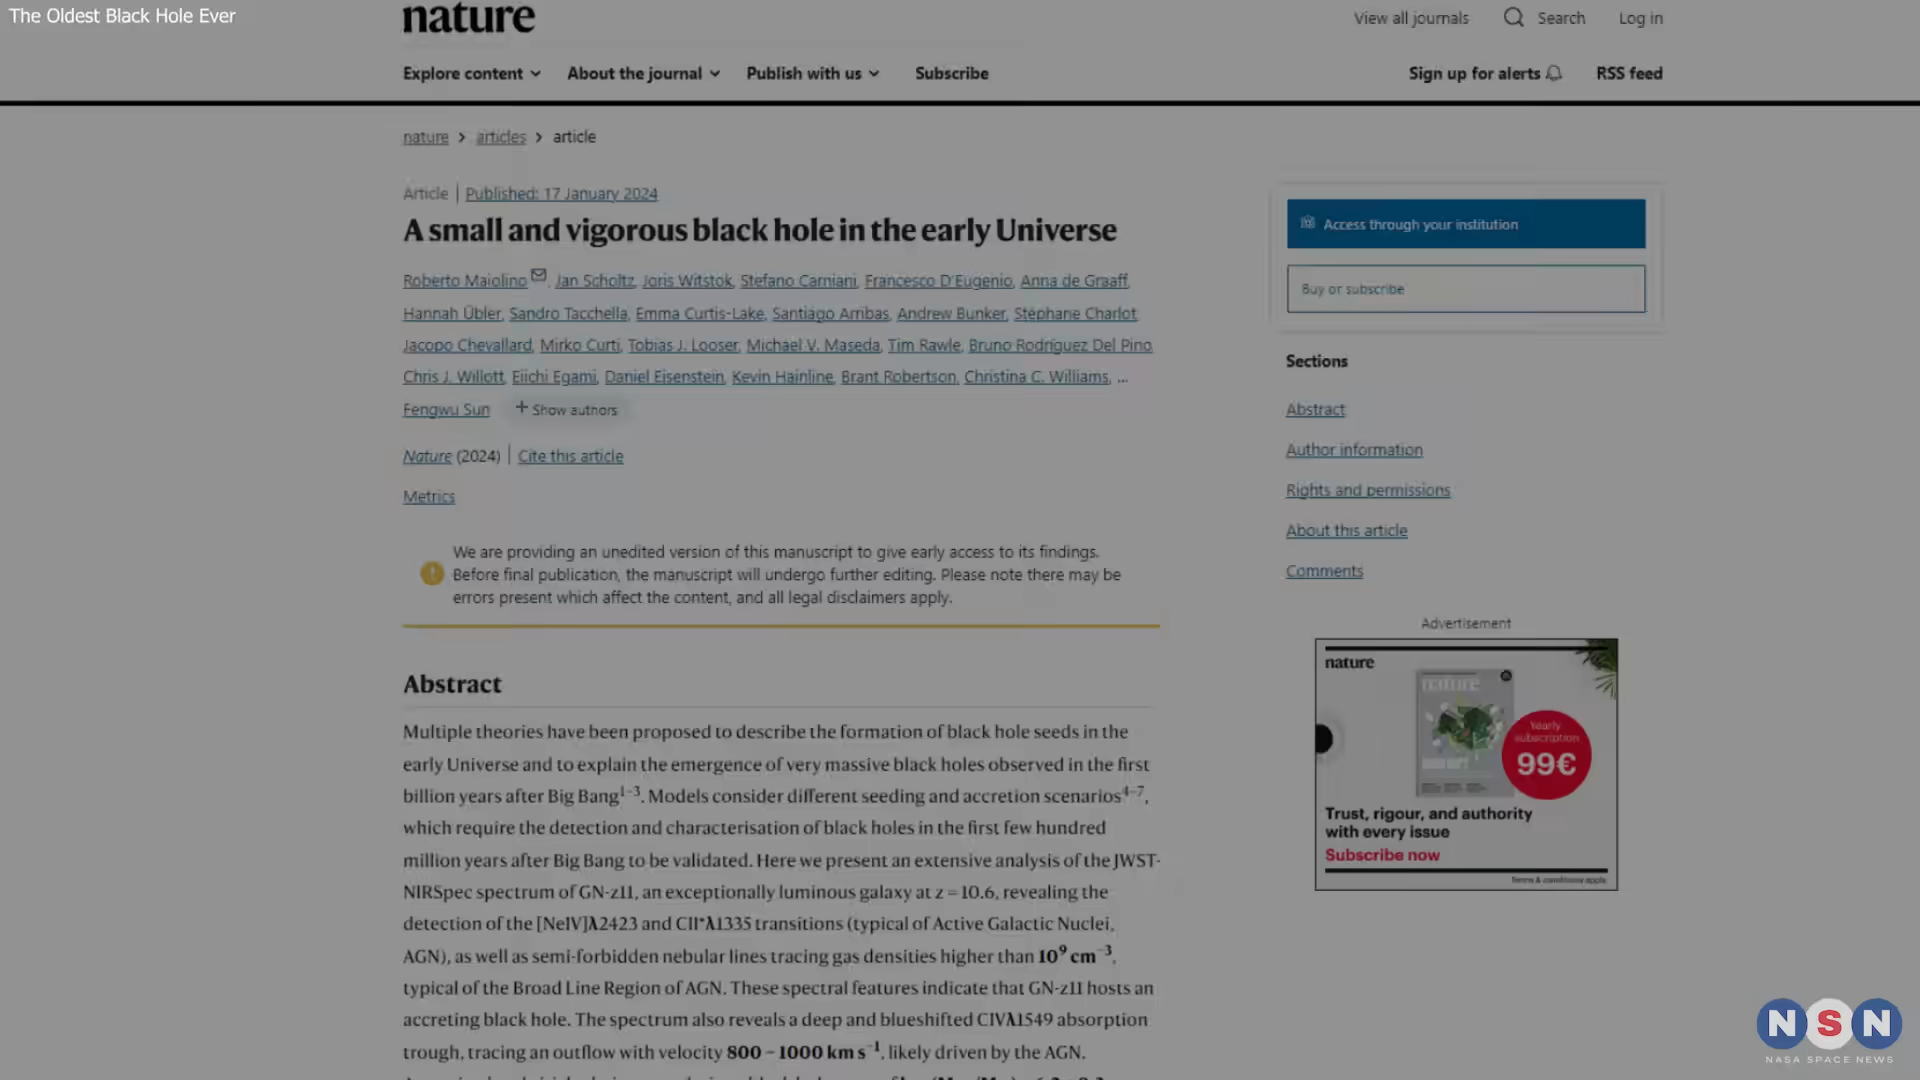 The Oldest Black Hole Ever
nature
View all journals
Search
Log in
Explore content
About the journal
Publish with us
Subscribe
Sign up for alerts
RSS feed
nature > articles > article
Article | Published: 17 January 2024
A small and vigorous black hole in the early Universe
Roberto Maiolino, Jan Scholtz, Joris Witstok, Stefano Carniani, Francesco D'Eugenio, Anna de Graaff,
Hannah Übler, Sandro Tacchella, Emma Curtis-Lake, Santiago Arribas, Andrew Bunker, Stéphane Charlot,
Jacopo Chevallard, Mirko Curti, Tobias J. Looser, Michael V. Maseda, Tim Rawle, Bruno Rodríguez Del Pino,
Chris J. Willott, Eiichi Egami, Daniel Eisenstein, Kevin Hainline, Brant Robertson, Christina C. Williams, ...
Fengwu Sun + Show authors
Nature (2024) | Cite this article
Metrics
We are providing an unedited version of this manuscript to give early access to its findings.
Before final publication, the manuscript will undergo further editing. Please note there may be
errors present which affect the content, and all legal disclaimers apply.
Abstract
Multiple theories have been proposed to describe the formation of black hole seeds in the
early Universe and to explain the emergence of very massive black holes observed in the first
billion years after Big Bang¹⁻³. Models consider different seeding and accretion scenarios⁴⁻⁷,
which require the detection and characterisation of black holes in the first few hundred
million years after Big Bang to be validated. Here we present an extensive analysis of the JWST-
NIRSpec spectrum of GN-z11, an exceptionally luminous galaxy at z = 10.6, revealing the
detection of the [NeIV]λ2423 and CII*λ1335 transitions (typical of Active Galactic Nuclei,
AGN), as well as semi-forbidden nebular lines tracing gas densities higher than 10⁹ cm⁻³,
typical of the Broad Line Region of AGN. These spectral features indicate that GN-z11 hosts an
accreting black hole. The spectrum also reveals a deep and blueshifted CIVλ1549 absorption
trough, tracing an outflow with velocity 800 − 1000 km s⁻¹, likely driven by the AGN.
Access through your institution
Buy or subscribe
Sections
Abstract
Author information
Rights and permissions
About this article
Comments
Advertisement
nature
nature
Yearly
subscription
99€
Trust, rigour, and authority
with every issue
Subscribe now
Terms & conditions apply
NSN
NASA SPACE NEWS